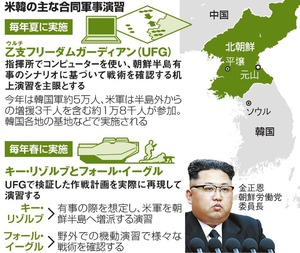 米韓の主な合同軍事演習
毎年夏に実施
ウルチ
乙支フリーダムガーディアン(UFG)
指揮所でコンピューターを使い、朝鮮半島有
事のシナリオに基づいて戦術を確認する机
上演習を主眼とする
今年は韓国軍約5万人、米軍は半島外から
の増援3千人を含む約1万8千人が参加。
韓国各地の基地などで実施される
毎年春に実施
キー・リゾルブとフォール・イーグル
UFGで検証した作戦計画を実際に再現して
演習する
キー・
リゾルブ
有事の際を想定し、米軍を朝
鮮半島へ増派する演習
フォール・
イーグル
野外での機動演習で様々な
戦術を確認する
中国
北朝鮮
平壌
元山
ソウル
韓国
金正恩
朝鮮労働党
委員長